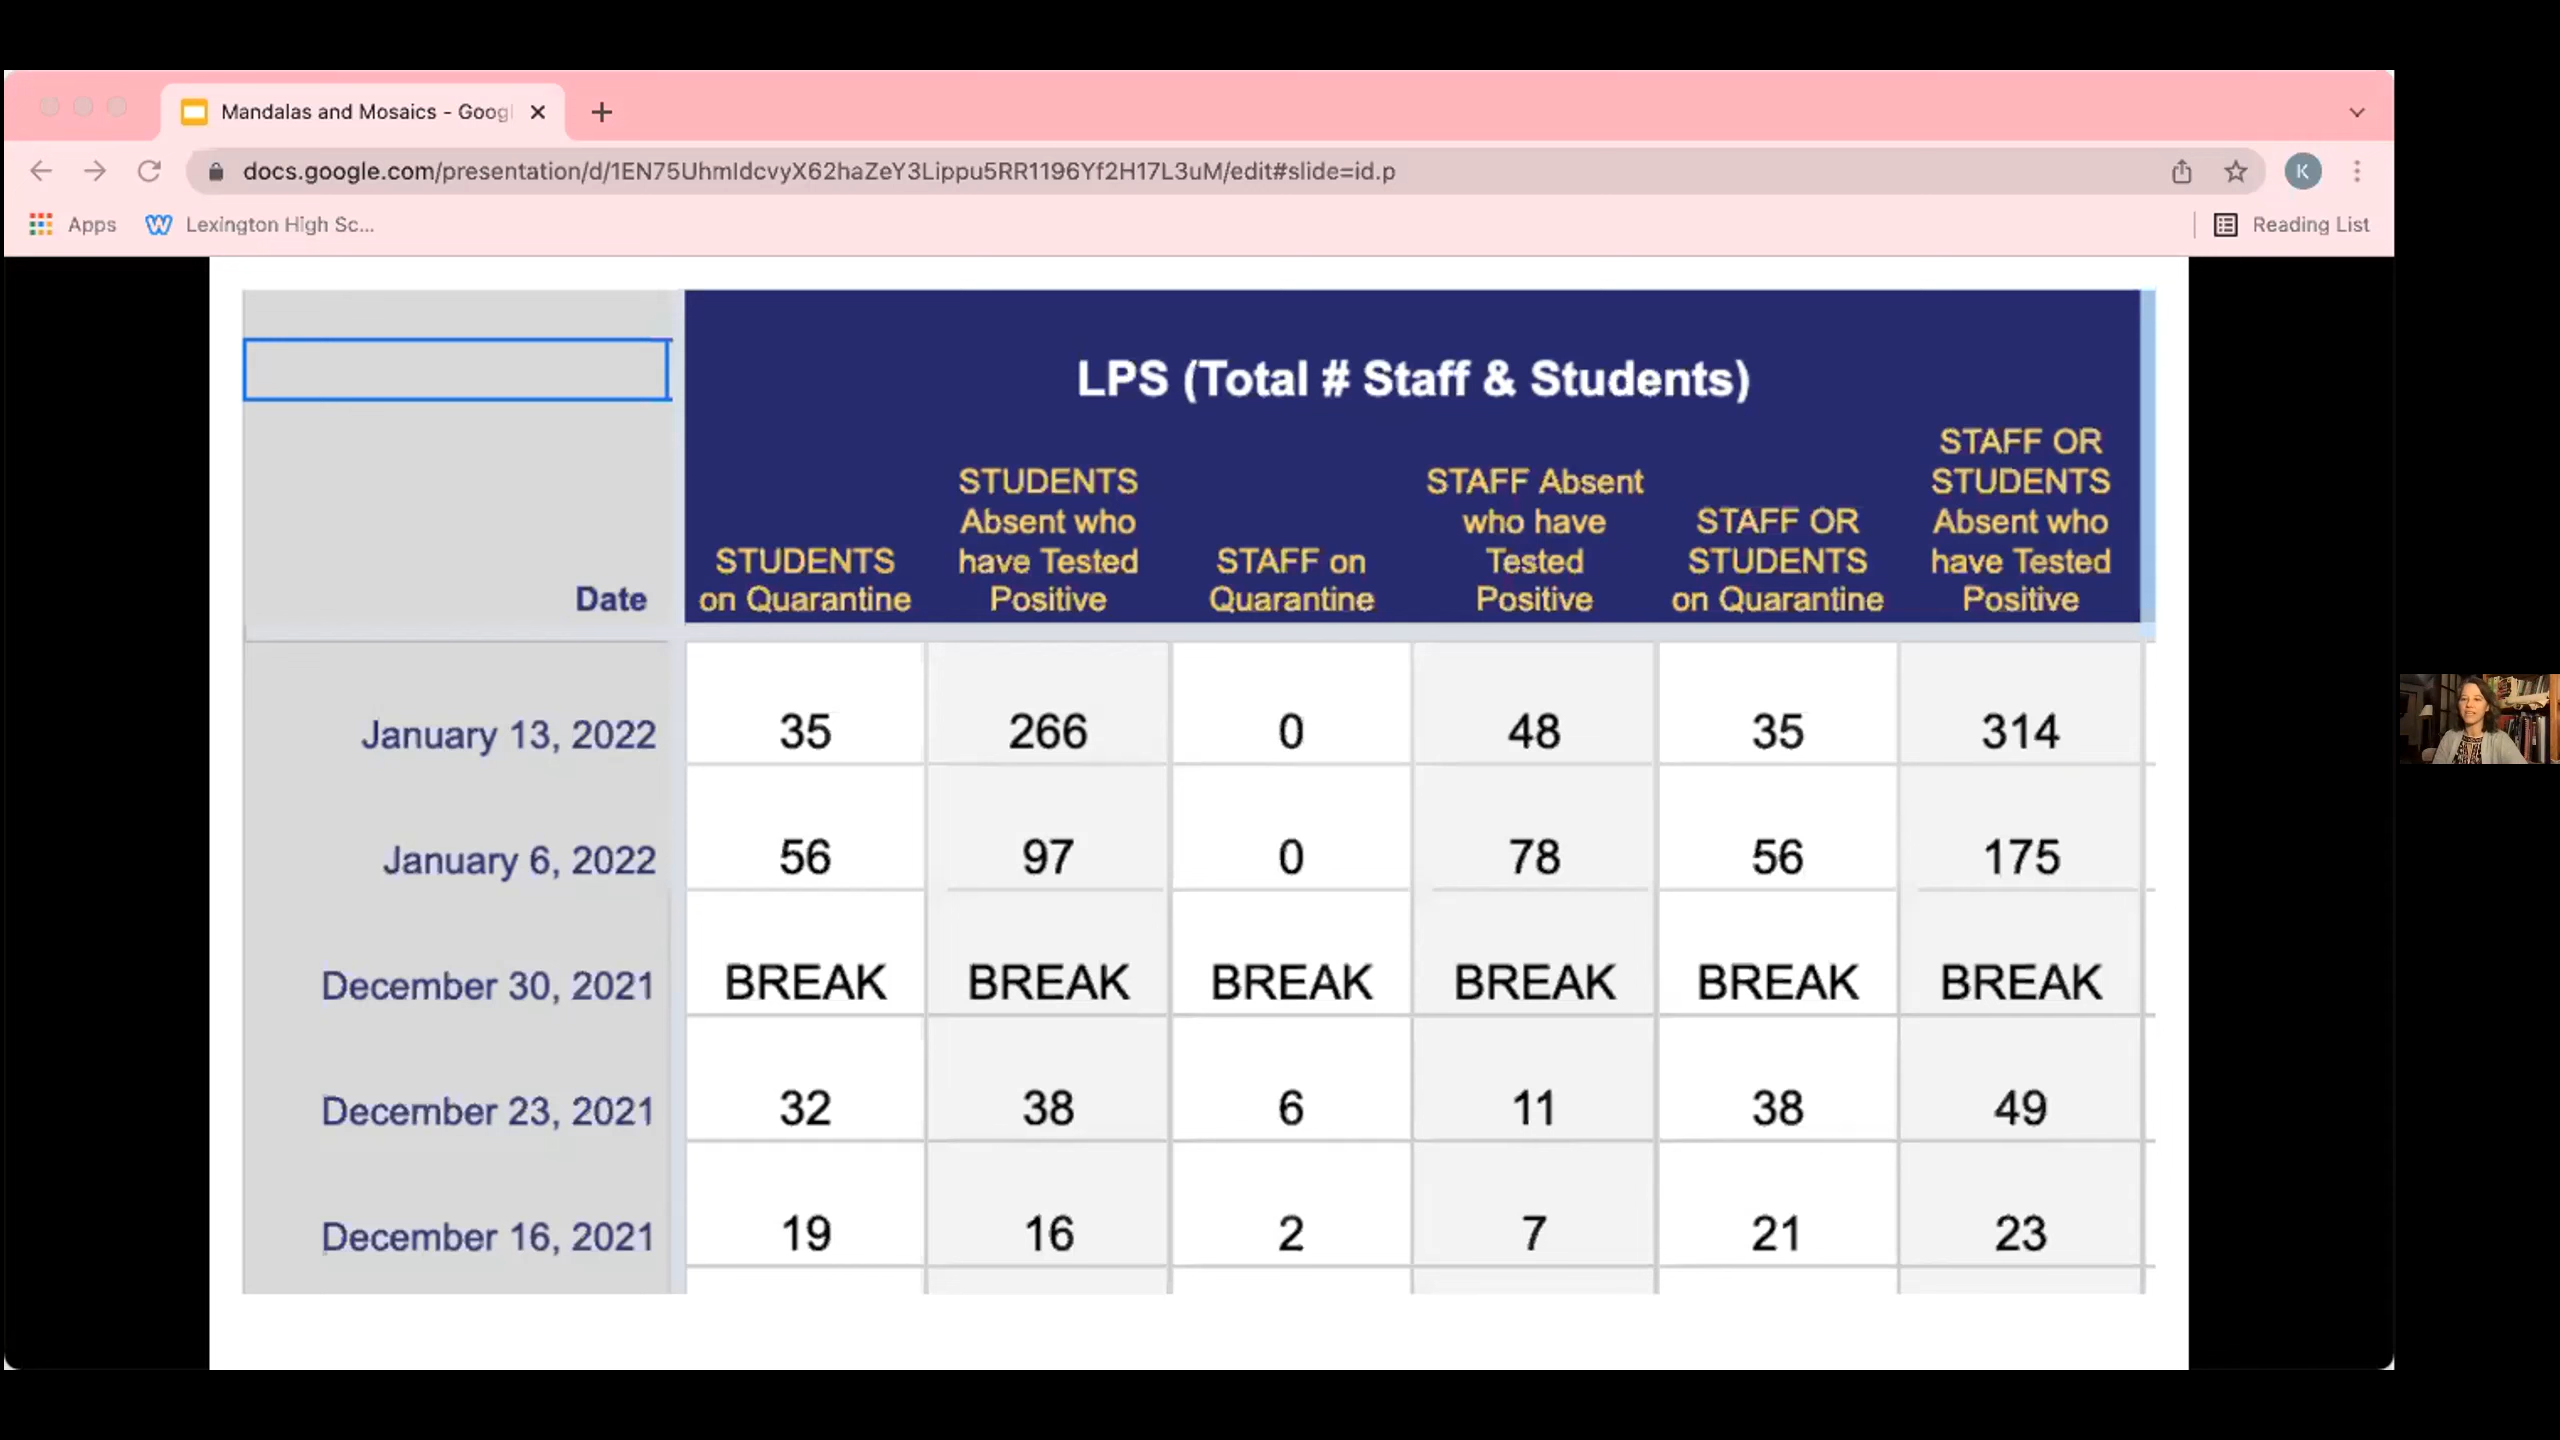 Mandalas and Mosaics - Googl
docs.google.com/presentation/d/1EN75UhmIdcvyX62haZeY3Lippu5RR1196Yf2H17L3uM/edit#slide=id.p
K
Apps
Lexington High Sc...
Reading List
LPS (Total # Staff & Students)
Date
STUDENTS
on Quarantine
STUDENTS
Absent who
have Tested
Positive
STAFF on
Quarantine
STAFF Absent
who have
Tested
Positive
STAFF OR
STUDENTS
on Quarantine
STAFF OR
STUDENTS
Absent who
have Tested
Positive
January 13, 2022 35 266 0 48 35 314
January 6, 2022 56 97 0 78 56 175
December 30, 2021 BREAK BREAK BREAK BREAK BREAK BREAK
December 23, 2021 32 38 6 11 38 49
December 16, 2021 19 16 2 7 21 23